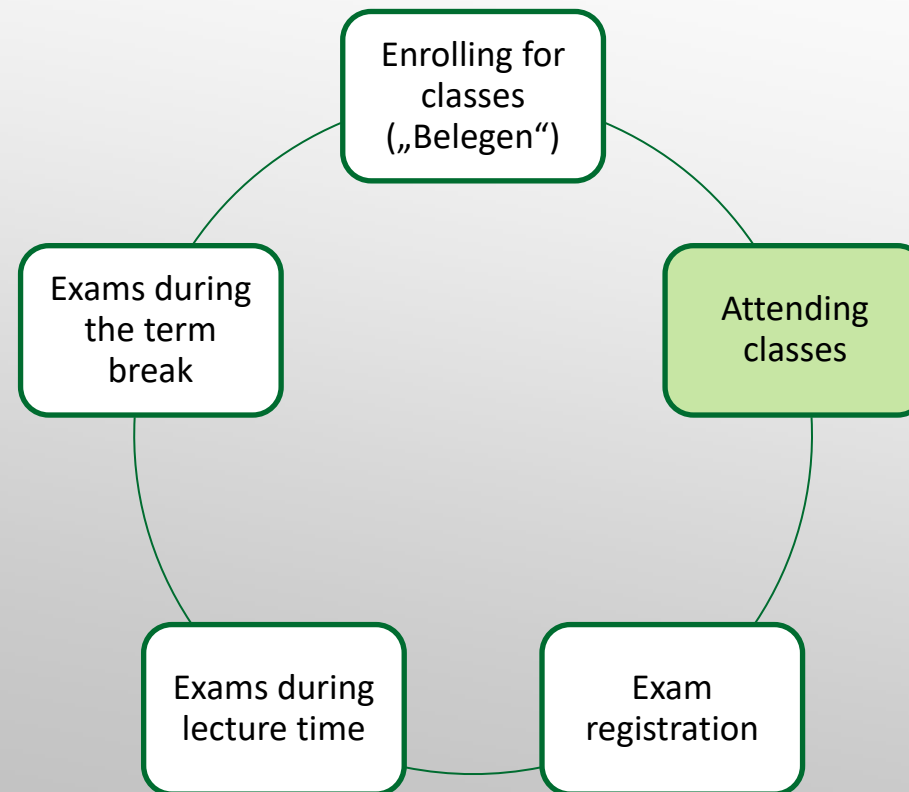 Enrolling for
classes
(„Belegen“)
Attending
classes
Exam
registration
Exams during
lecture time
Exams during
the term
break